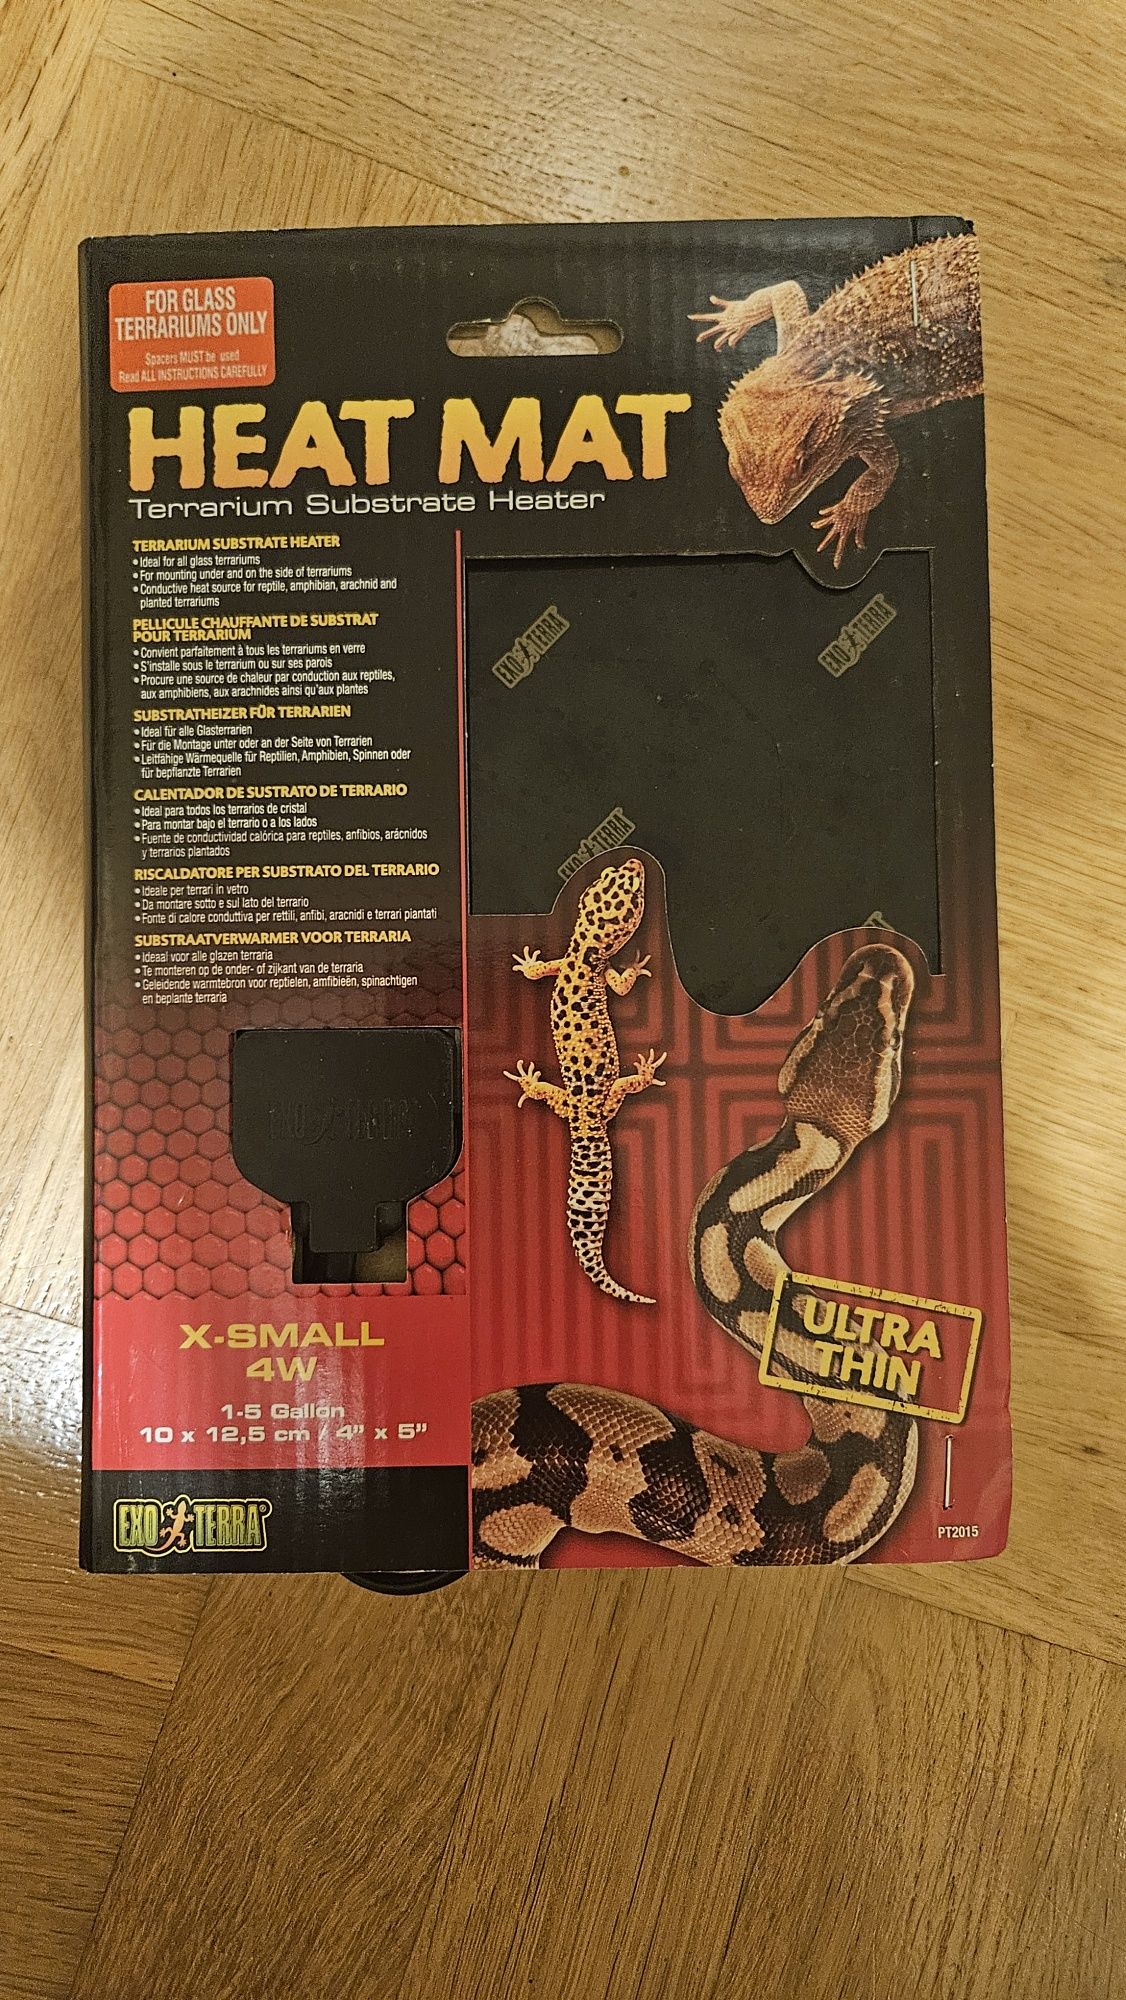 FOR GLASS
TERRARIUMS ONLY
Spacers MUST be used
Read ALL INSTRUCTIONS CAREFULLY
HEAT MAT
Terrarium Substrate Heater
TERRARIUM SUBSTRATE HEATER
• Ideal for all glass terrariums
• For mounting under and on the side of terrariums
• Conductive heat source for reptile, amphibian, arachnid and
planted terrariums
PELLICULE CHAUFFANTE DE SUBSTRAT
POUR TERRARIUM
• Convient parfaitement à tous les terrariums en verre
• S'installe sous le terrarium ou sur ses parois
• Procure une source de chaleur par conduction aux reptiles,
aux amphibiens, aux arachnides ainsi qu'aux plantes
SUBSTRATHEIZER FÜR TERRARIEN
• Ideal für alle Glasterrarien
• Für die Montage unter oder an der Seite von Terrarien
• Leitfähige Wärmequelle für Reptilien, Amphibien, Spinnen oder
für bepflanzte Terrarien
CALENTADOR DE SUSTRATO DE TERRARIO
• Ideal para todos los terrarios de cristal
• Para montar bajo el terrario o a los lados
• Fuente de conductividad calórica para reptiles, anfibios, arácnidos
y terrarios plantados
RISCALDATORE PER SUBSTRATO DEL TERRARIO
• Ideale per terrari in vetro
• Da montare sotto e sul lato del terrario
• Fonte di calore conduttiva per rettili, anfibi, aracnidi e terrari piantati
SUBSTRAATVERWARMER VOOR TERRARIA
• Ideaal voor alle glazen terraria
• Te monteren op de onder- of zijkant van de terraria
• Geleidende warmtebron voor reptielen, amfibieën, spinachtigen
en beplante terraria
EXO TERRA
EXO TERRA
EXO TERRA
EXO TERRA
X-SMALL
4W
1-5 Gallon
10 x 12,5 cm / 4" x 5"
ULTRA
THIN
EXO TERRA®
PT2015